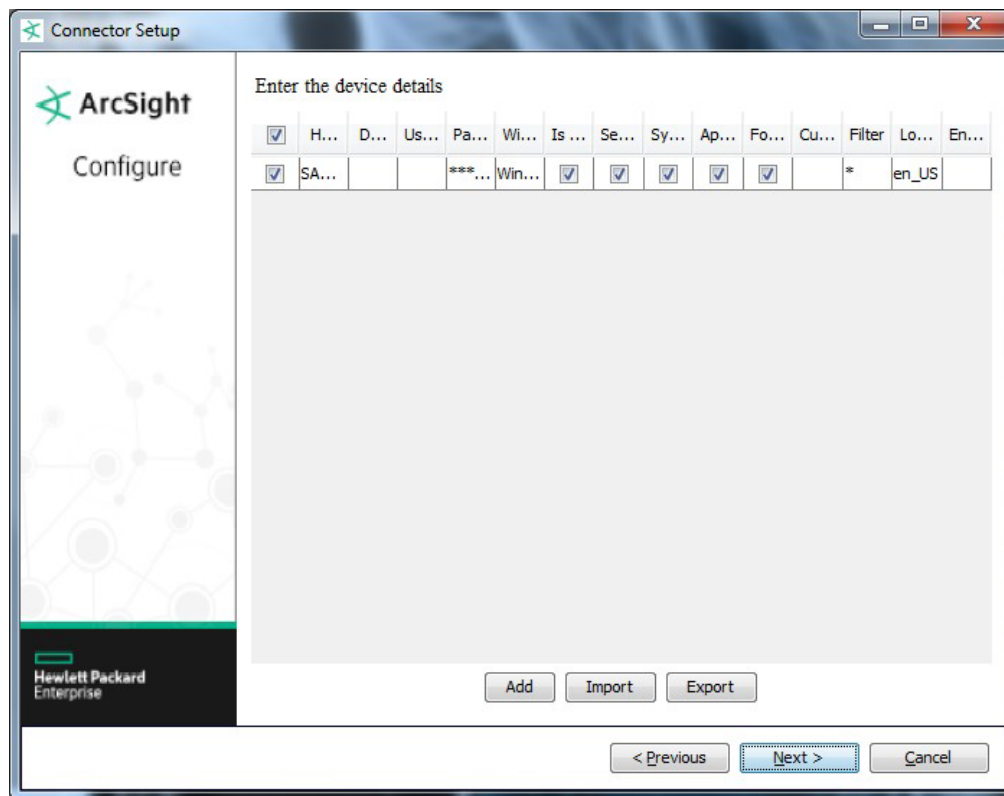 Connector Setup
ArcSight
Configure
Enter the device details
H... D... Us... Pa... Wi... Is ... Se... Sy... Ap... Fo... Cu... Filter Lo... En...
SA... ***... Win... * en_US
Hewlett Packard
Enterprise
Add Import Export
< Previous Next > Cancel